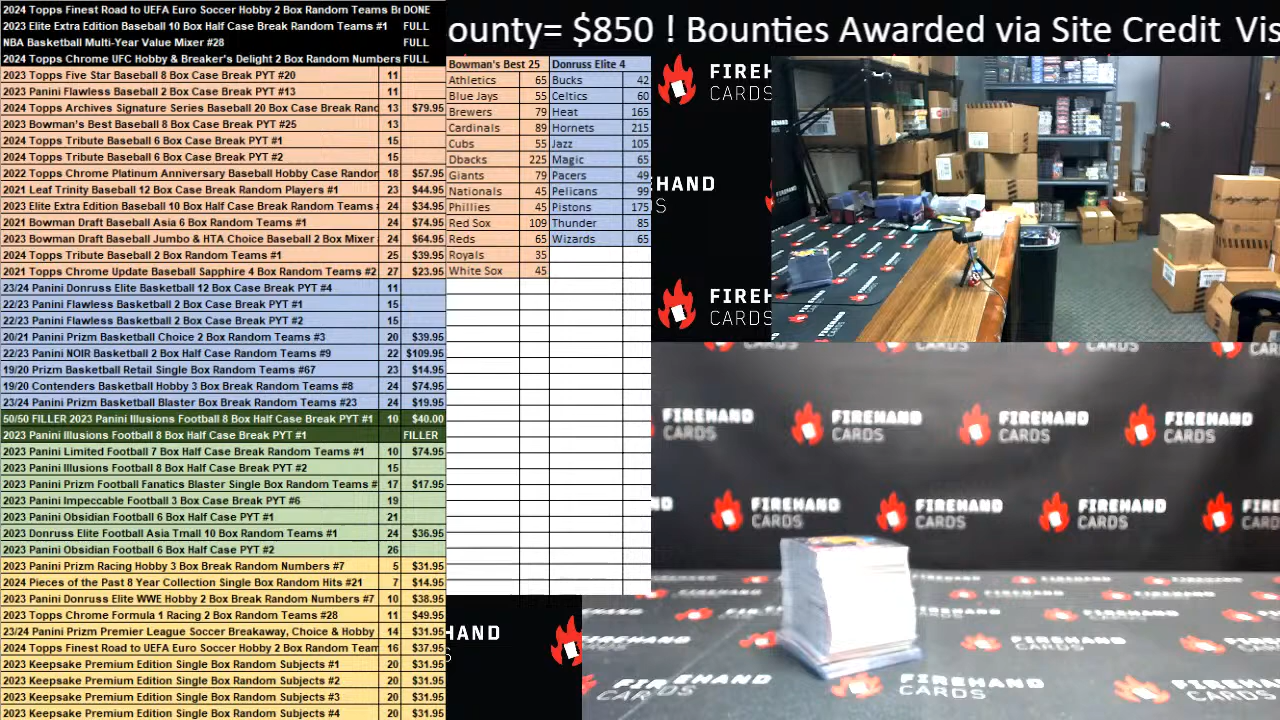 2024 Topps Finest Road to UEFA Euro Soccer Hobby 2 Box Random Teams DONE
2023 Elite Extra Edition Baseball 10 Box Half Case Random Teams #1 FULL
NBA Basketball Multi-Year Value Mixer #28 FULL
2024 Topps Chrome UFC Hobby & Breaker's Delight 2 Box Random Numbers FULL
2023 Topps Five Star Baseball 8 Box Case Break PYT #20 11
2023 Panini Flawless Baseball 2 Box PYT #13 11
2024 Topps Archives Signature Series Baseball 20 Box Case Break Ranc 13 $79.95
2023 Bowman's Best Baseball 8 Box Case Break PYT #25 13
2024 Topps Tribute Baseball 6 Box Case Break PYT #1 15
2024 Topps Tribute Baseball 6 Box Case Break PYT #2 15
2022 Topps Chrome Platinum Anniversary Baseball Hobby Case Randor 18 $57.95
2021 Leaf Trinity Baseball 12 Box Case Break Random Players #1 23 $44.95
2023 Elite Extra Edition Baseball 10 Box Half Case Break Random Teams 24 $34.95
2021 Bowman Draft Baseball Asia 6 Box Random Teams #1 24 $74.95
2023 Bowman Draft Baseball Jumbo & HTA Choice Baseball 2 Box Mixer 24 $64.95
2024 Topps Tribute Baseball 2 Box Random Teams #1 25 $39.95
2021 Topps Chrome Update Baseball Sapphire 4 Box Random Teams #2 27 $23.95
23/24 Panini Donruss Elite Basketball 12 Box Case Break PYT #4 11
22/23 Panini Flawless Basketball 2 Box PYT #1 15
22/23 Panini Flawless Basketball 2 Box PYT #2 15
20/21 Panini Prizm Basketball Choice 2 Box Random Teams #3 20 $39.95
22/23 Panini NOIR Basketball 2 Box Half Case Random Teams #9 22 $109.95
19/20 Prizm Basketball Retail Single Box Random Teams #67 23 $14.95
19/20 Contenders Basketball Hobby 3 Box Break Random Teams #8 24 $74.95
23/24 Panini Prizm Basketball Blaster Box Random Teams #23 24 $19.95
50/50 FILLER 2023 Panini Illusions Football 8 Box Half Case Break PYT #1 10 $40.00
2023 Panini Illusions Football 8 Box Half Case Break PYT #1 FILLER
2023 Panini Limited Football 7 Box Half Case Break Random Teams #1 10 $74.95
2023 Panini Illusions Football 8 Box Half Case PYT #2 15
2023 Panini Prizm Football Fanatics Blaster Single Box Random Teams # 17 $17.95
2023 Panini Impeccable Football 3 Box Case Break PYT #6 19
2023 Panini Obsidian Football 6 Box Half Case PYT #1 21
2023 Donruss Elite Football Asia Tmall 10 Box Random Teams #1 24 $36.95
2023 Panini Obsidian Football 6 Box Half Case PYT #2 26
2023 Panini Prizm Racing Hobby 3 Box Break Random Numbers #7 5 $31.95
2024 Pieces of the Past 8 Year Collection Single Box Random Hits #21 7 $14.95
2023 Panini Donruss Elite WWE Hobby 2 Box Break Random Numbers #7 10 $38.95
2023 Topps Chrome Formula 1 Racing 2 Box Random Teams #28 11 $49.95
23/24 Panini Prizm Premier League Soccer Breakaway, Choice & Hobby 14 $31.95
2024 Topps Finest Road to UEFA Euro Soccer Hobby 2 Box Random Team 16 $37.95
2023 Keepsake Premium Edition Single Box Random Subjects #1 20 $31.95
2023 Keepsake Premium Edition Single Box Random Subjects #2 20 $31.95
2023 Keepsake Premium Edition Single Box Random Subjects #3 20 $31.95
2023 Keepsake Premium Edition Single Box Random Subjects #4 20 $31.95
ounty= $850 ! Bounties Awarded via Site Credit Vis
Bowman's Best 25 Donruss Elite 4
Athletics 65 Bucks 42
Blue Jays 55 Celtics 60
Brewers 79 Heat 165
Cardinals 89 Hornets 215
Cubs 55 Jazz 105
Dbacks 225 Magic 65
Giants 79 Pacers 49
Nationals 45 Pelicans 99
Phillies 45 Pistons 175
Red Sox 109 Thunder 85
Reds 65 Wizards 65
Royals 35
White Sox 45
FIREH
CARDS
HAND
S
FIREH
CARDS
HAND
FIREHAND
CARDS
FIREHAND
CARDS
FIREHAND
CARDS
FIREHAND
CARDS
FIREHAND
CARDS
FIREHAND
CARDS
FIREHAND
CARDS
FIREHAND
CARDS
FIREHAND
CARDS
FIREHAND
CARDS